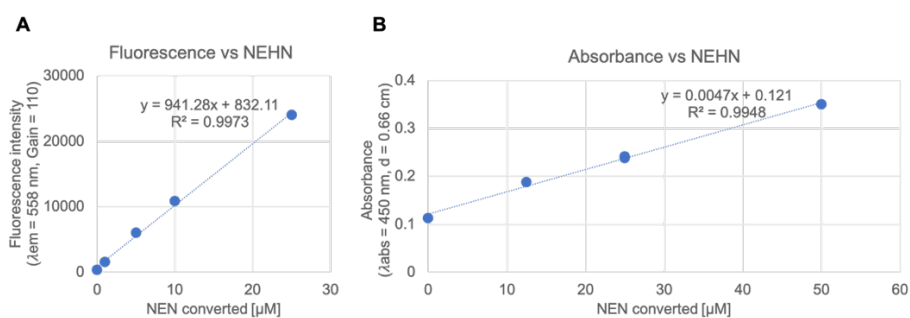 A
Fluorescence vs NEHN
30000
20000
10000
0
0 10 20 30
y = 941.28x + 832.11
R² = 0.9973
Fluorescence intensity
(λem = 558 nm, Gain = 110)
NEN converted [µM]
B
Absorbance vs NEHN
0.4
0.3
0.2
0.1
0
0 10 20 30 40 50 60
y = 0.0047x + 0.121
R² = 0.9948
Absorbance
(λabs = 450 nm, d = 0.66 cm)
NEN converted [µM]